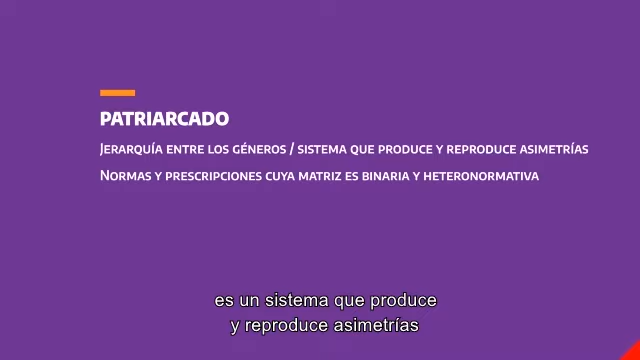 PATRIARCADO
JERARQUÍA ENTRE LOS GÉNEROS / SISTEMA QUE PRODUCE Y REPRODUCE ASIMETRÍAS
NORMAS Y PRESCRIPCIONES CUYA MATRIZ ES BINARIA Y HETERONORMATIVA
es un sistema que produce
y reproduce asimetrías